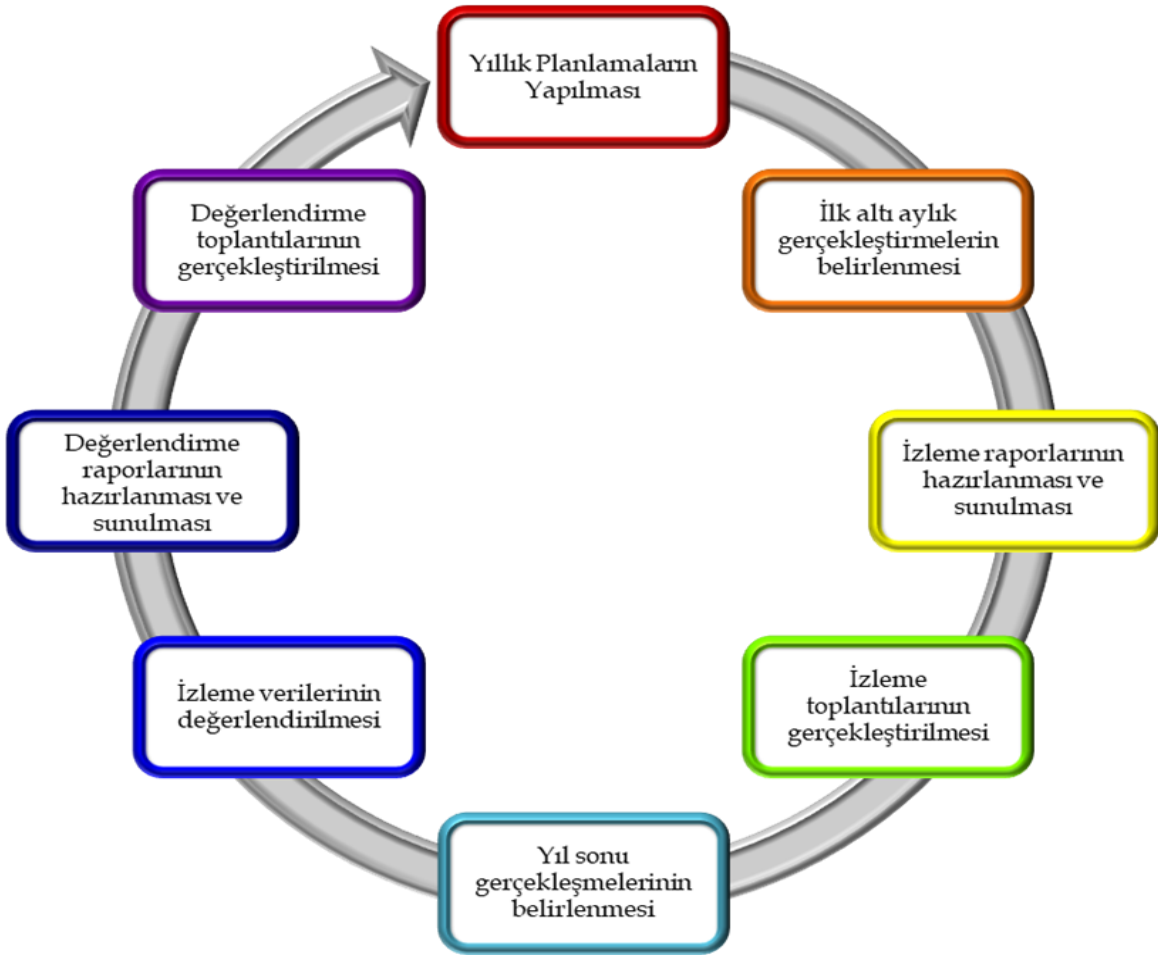 Yıllık Planlamaların
Yapılması
İlk altı aylık
gerçekleştirmelerin
belirlenmesi
İzleme raporlarının
hazırlanması ve
sunulması
İzleme
toplantılarının
gerçekleştirilmesi
Yıl sonu
gerçekleşmelerinin
belirlenmesi
İzleme verilerinin
değerlendirilmesi
Değerlendirme
raporlarının
hazırlanması ve
sunulması
Değerlendirme
toplantılarının
gerçekleştirilmesi